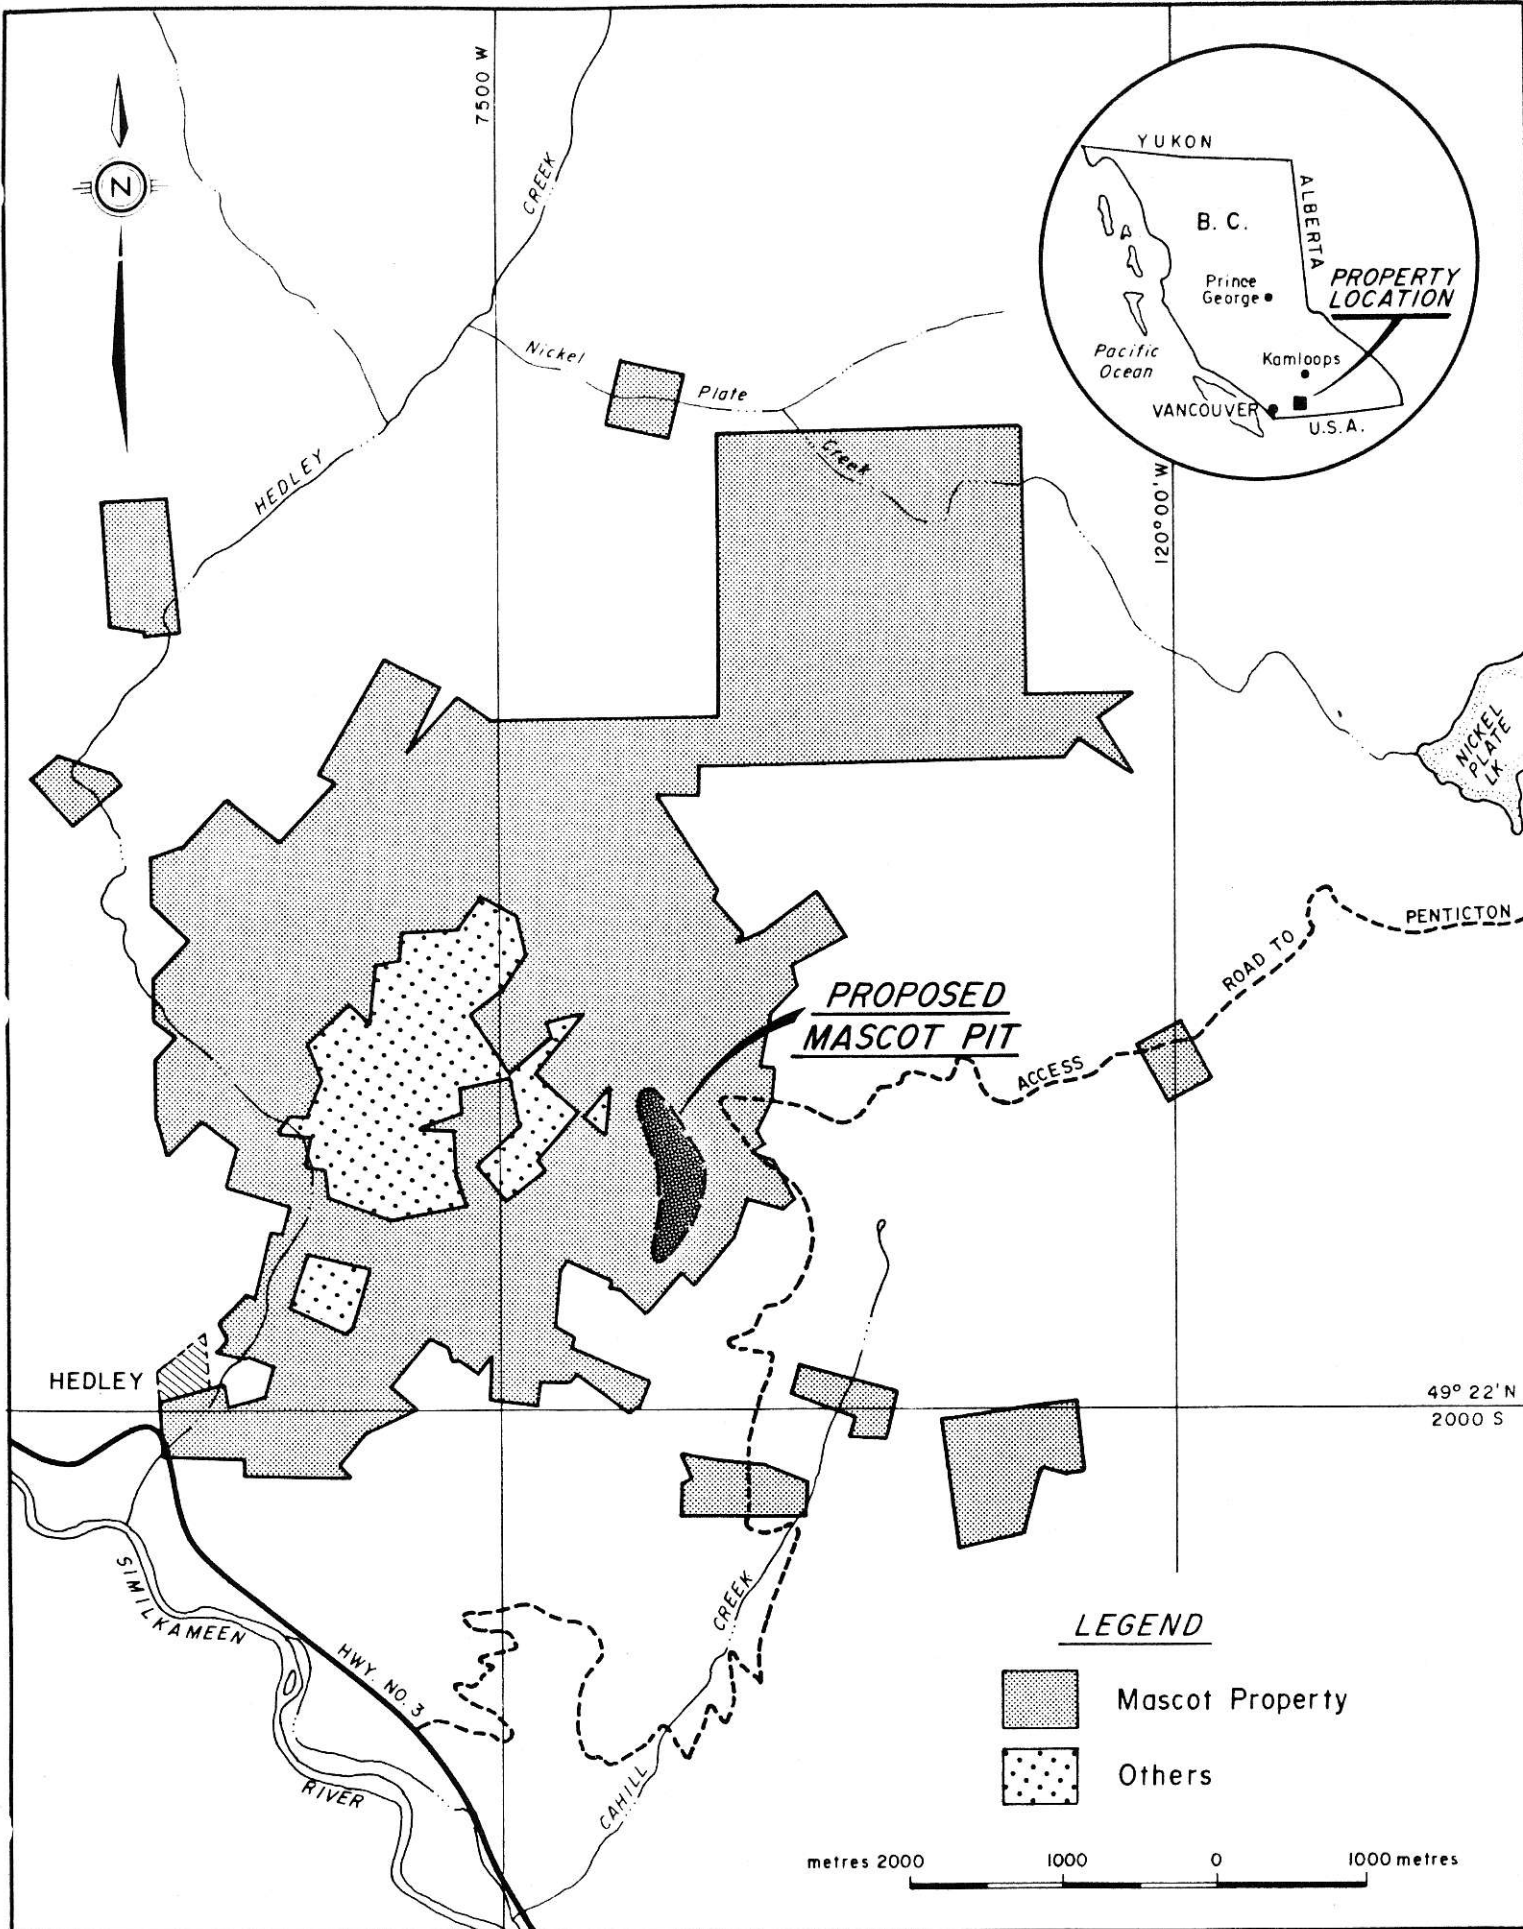 7500 W
N
CREEK
HEDLEY
Nickel
Plate
Creek
YUKON
ALBERTA
B. C.
Prince
George
PROPERTY
LOCATION
Pacific
Ocean
Kamloops
VANCOUVER
U.S.A.
120°00'W
NICKEL
PLATE
LK
PENTICTON
ROAD TO
ACCESS
PROPOSED
MASCOT PIT
HEDLEY
49° 22'N
2000 S
SIMILKAMEEN
RIVER
HWY. NO. 3
CREEK
CAHILL
LEGEND
Mascot Property
Others
metres 2000 1000 0 1000 metres